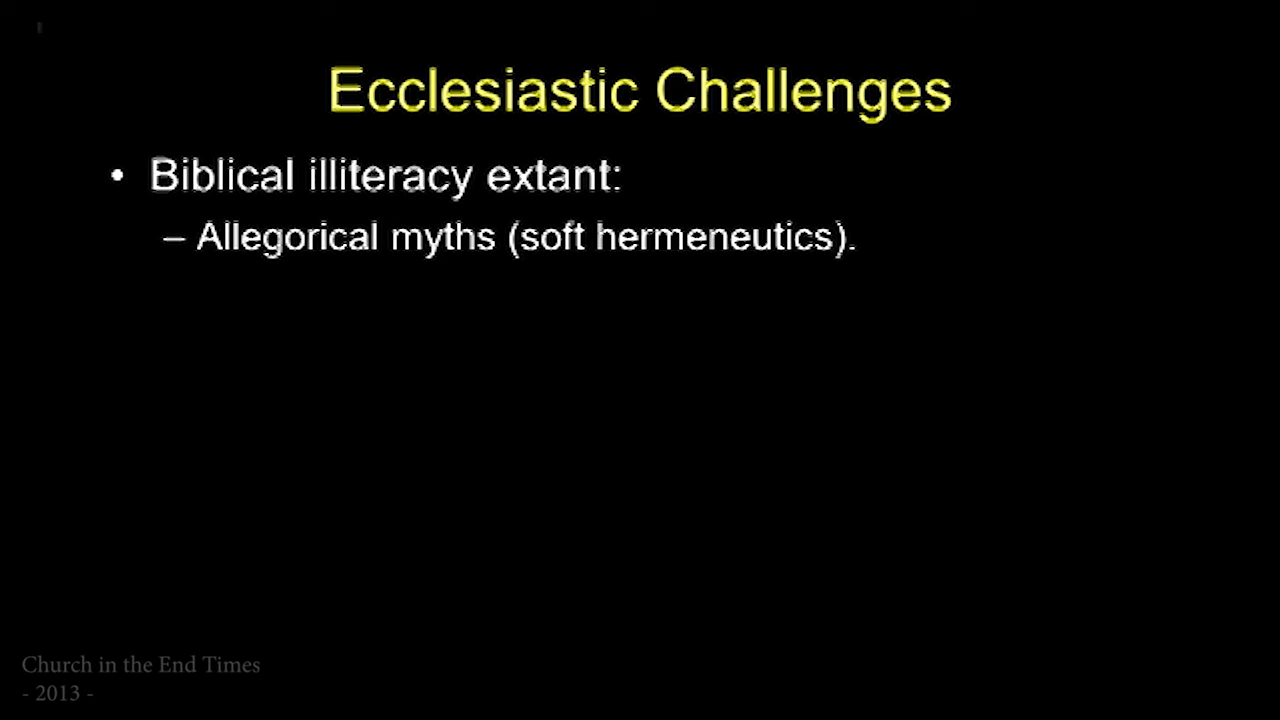 Ecclesiastic Challenges
• Biblical illiteracy extant:
– Allegorical myths (soft hermeneutics).
Church in the End Times
- 2013 -